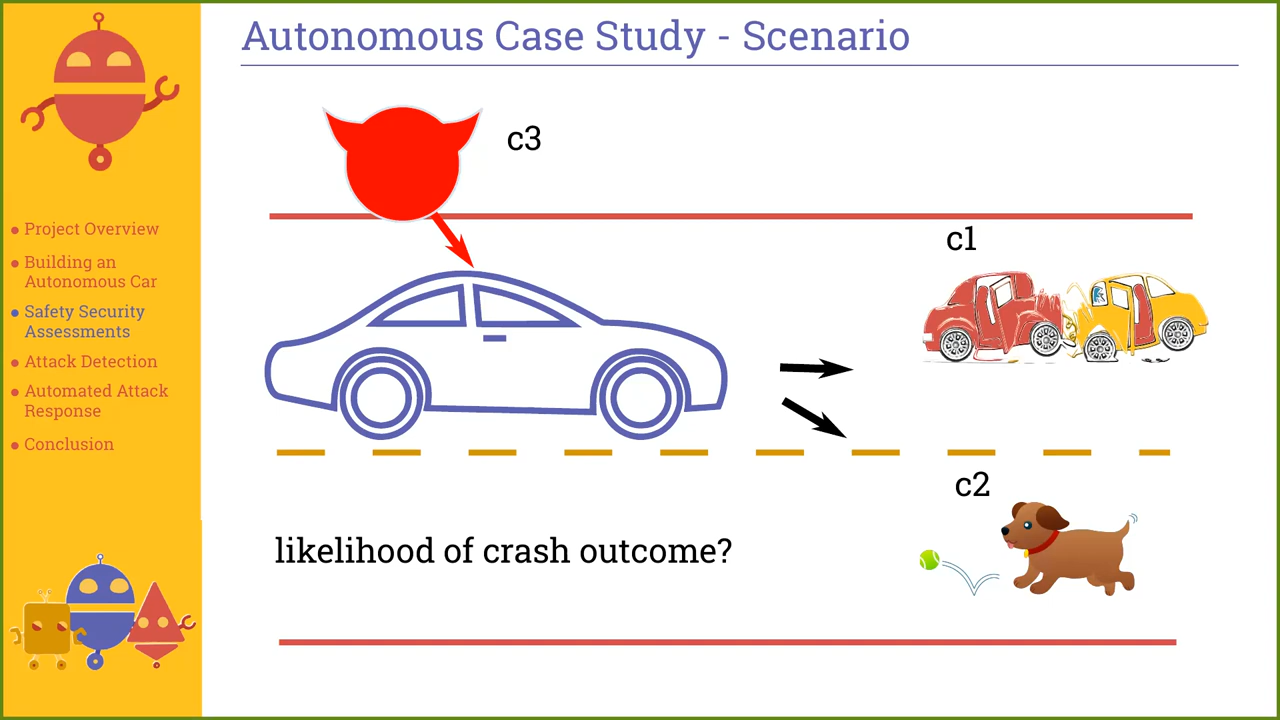 Autonomous Case Study - Scenario
● Project Overview
● Building an
Autonomous Car
● Safety Security
Assessments
● Attack Detection
● Automated Attack
Response
● Conclusion
c3
c1
c2
likelihood of crash outcome?